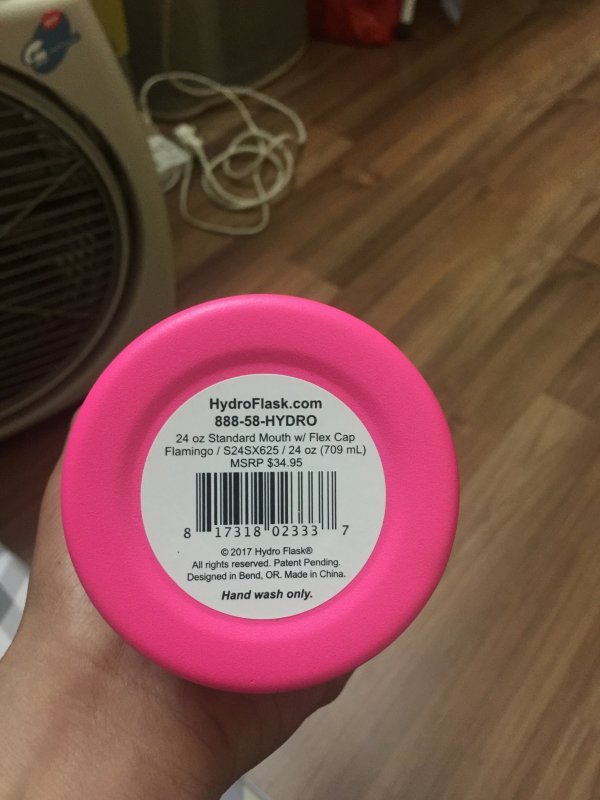 HydroFlask.com
888-58-HYDRO
24 oz Standard Mouth w/ Flex Cap
Flamingo / S24SX625 / 24 oz (709 mL)
MSRP $34.95
8 17318 02333 7
© 2017 Hydro Flask®
All rights reserved. Patent Pending.
Designed in Bend, OR. Made in China.
Hand wash only.